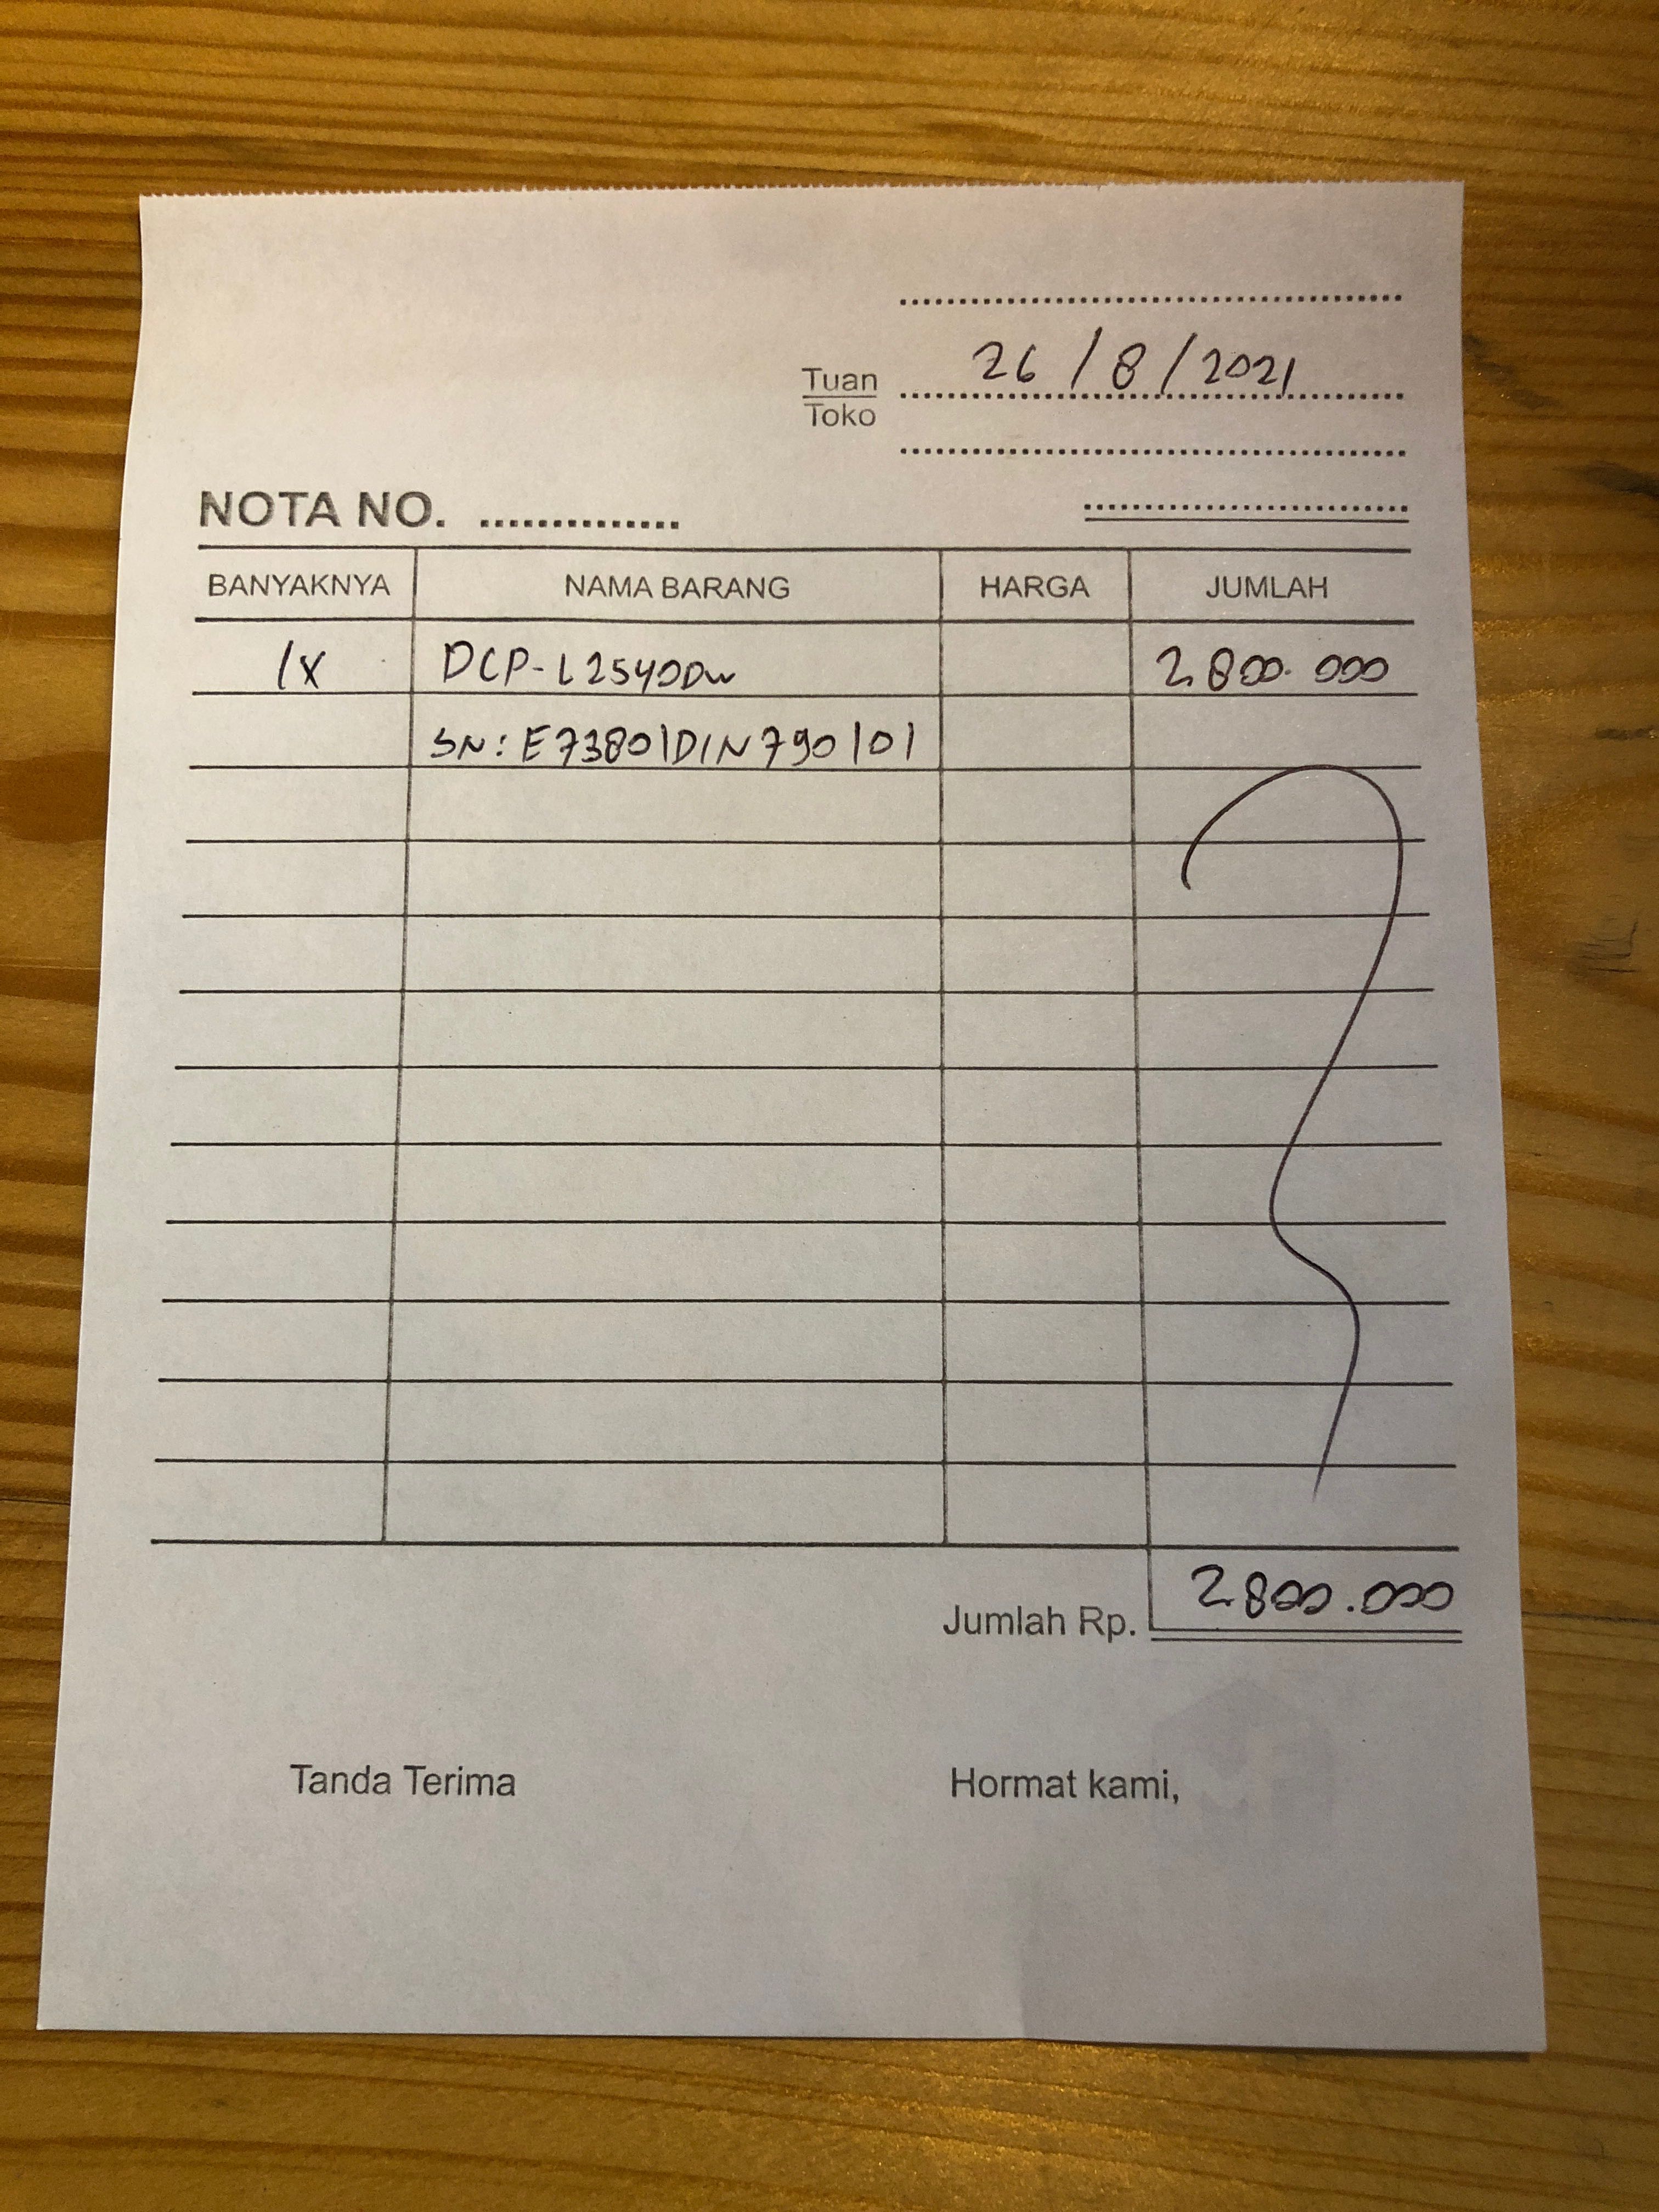 26/8/2021
Tuan
Toko
NOTA NO. ..............
BANYAKNYA NAMA BARANG HARGA JUMLAH
1x DCP-L2540DW 2.800.000
SN: E73801D1N790101
Jumlah Rp. 2.800.000
Tanda Terima Hormat kami,